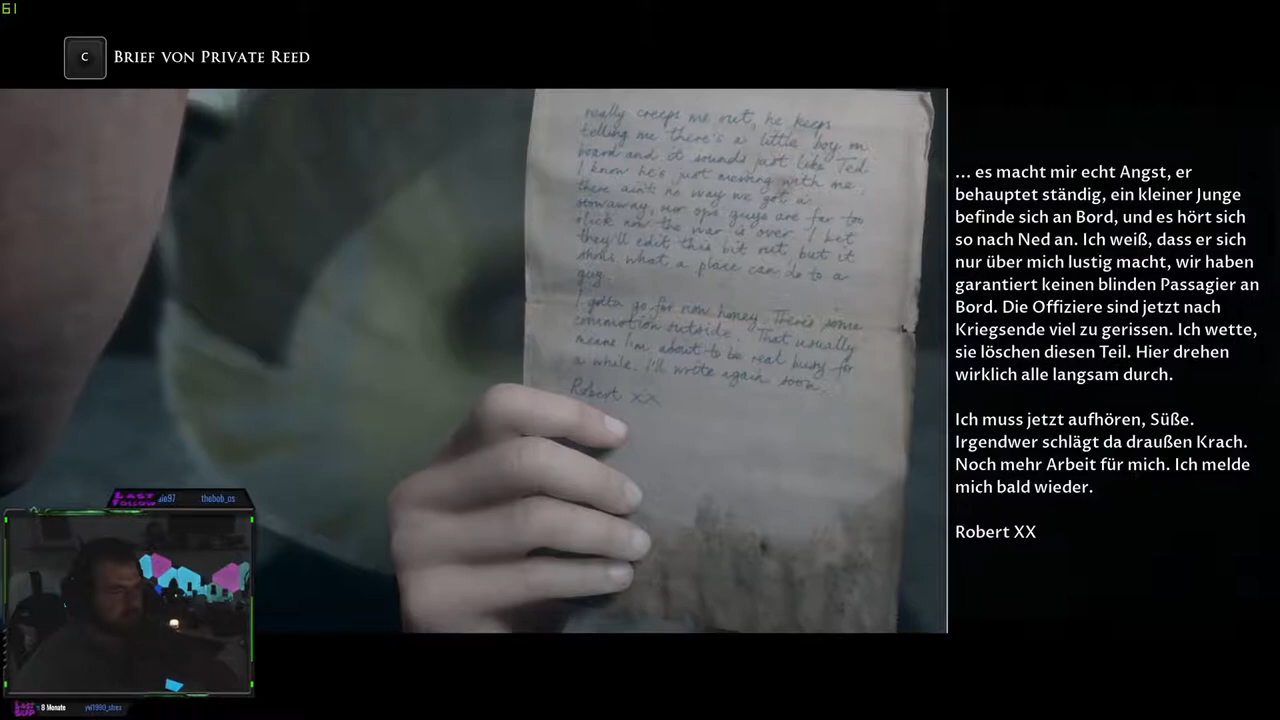 61
C
BRIEF VON PRIVATE REED
really creeps me out, he keeps
telling me there's a little boy on
board and it sounds just like Ted.
I know he's just messing with me,
there ain't no way we got a
stowaway, our ops guys are far too
slick now the war is over. I bet
they'll edit this bit out, but it
shows what a place can do to a
guy.
I gotta go for now honey. There's some
commotion outside. That usually
means I'm about to be real busy for
a while. I'll write again soon.
Robert XX
... es macht mir echt Angst, er
behauptet ständig, ein kleiner Junge
befinde sich an Bord, und es hört sich
so nach Ned an. Ich weiß, dass er sich
nur über mich lustig macht, wir haben
garantiert keinen blinden Passagier an
Bord. Die Offiziere sind jetzt nach
Kriegsende viel zu gerissen. Ich wette,
sie löschen diesen Teil. Hier drehen
wirklich alle langsam durch.
Ich muss jetzt aufhören, Süße.
Irgendwer schlägt da draußen Krach.
Noch mehr Arbeit für mich. Ich melde
mich bald wieder.
Robert XX
LAST FOLLOW
thebob_os
LAST SUB
8 Monate